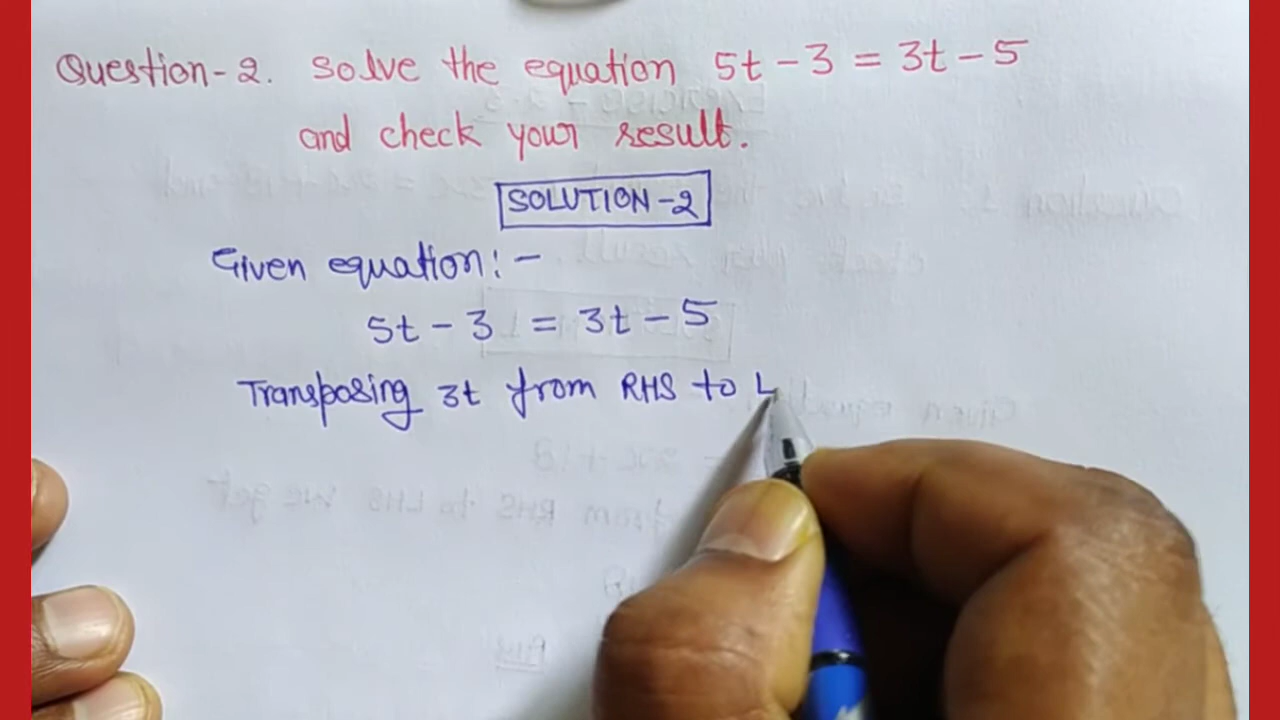 Question-2. Solve the equation 5t - 3 = 3t - 5
and check your result.
SOLUTION-2
Given equation: -
5t - 3 = 3t - 5
Transposing 3t from RHS to L